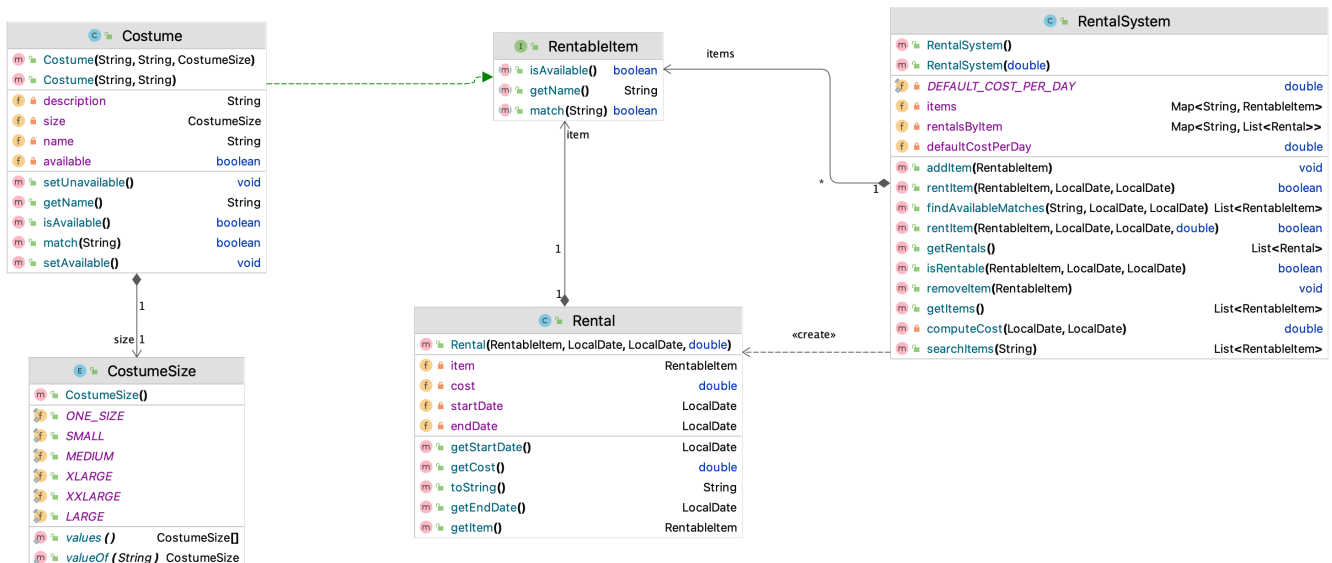 Costume
Costume(String, String, CostumeSize)
Costume(String, String)
description String
size CostumeSize
name String
available boolean
setUnavailable() void
getName() String
isAvailable() boolean
match(String) boolean
setAvailable() void
1
size 1
CostumeSize
CostumeSize()
ONE_SIZE
SMALL
MEDIUM
XLARGE
XXLARGE
LARGE
values () CostumeSize[]
valueOf (String) CostumeSize
RentableItem
isAvailable() boolean
getName() String
match(String) boolean
item
1
1
Rental
Rental(RentableItem, LocalDate, LocalDate, double)
item RentableItem
cost double
startDate LocalDate
endDate LocalDate
getStartDate() LocalDate
getCost() double
toString() String
getEndDate() LocalDate
getItem() RentableItem
items
*
1
«create»
RentalSystem
RentalSystem()
RentalSystem(double)
DEFAULT_COST_PER_DAY double
items Map<String, RentableItem>
rentalsByItem Map<String, List<Rental>>
defaultCostPerDay double
addItem(RentableItem) void
rentItem(RentableItem, LocalDate, LocalDate) boolean
findAvailableMatches(String, LocalDate, LocalDate) List<RentableItem>
rentItem(RentableItem, LocalDate, LocalDate, double) boolean
getRentals() List<Rental>
isRentable(RentableItem, LocalDate, LocalDate) boolean
removeItem(RentableItem) void
getItems() List<RentableItem>
computeCost(LocalDate, LocalDate) double
searchItems(String) List<RentableItem>